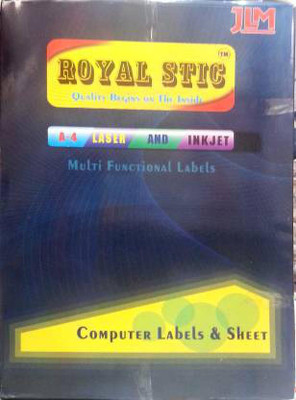 JLM
ROYAL STIC
TM
Quality Begins on The Inside
A-4 LASER AND INKJET
Multi Functional Labels
COMPUTER LABELS & SHEET